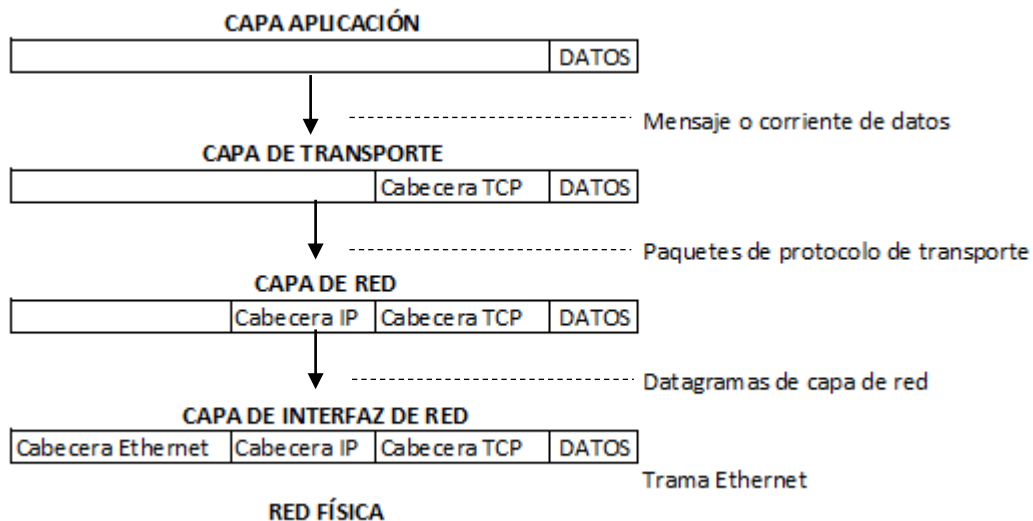 CAPA APLICACIÓN
DATOS
Mensaje o corriente de datos
CAPA DE TRANSPORTE
Cabecera TCP DATOS
Paquetes de protocolo de transporte
CAPA DE RED
Cabecera IP Cabecera TCP DATOS
Datagramas de capa de red
CAPA DE INTERFAZ DE RED
Cabecera Ethernet Cabecera IP Cabecera TCP DATOS
Trama Ethernet
RED FÍSICA